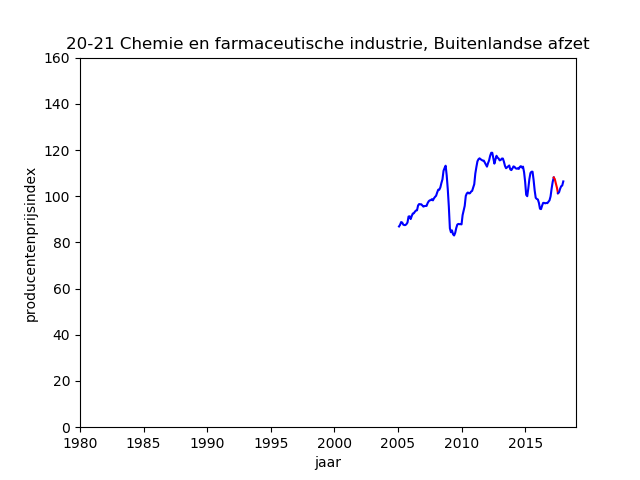 20-21 Chemie en farmaceutische industrie, Buitenlandse afzet
160
140
120
100
80
60
40
20
0
producentenprijsindex
1980 1985 1990 1995 2000 2005 2010 2015
jaar